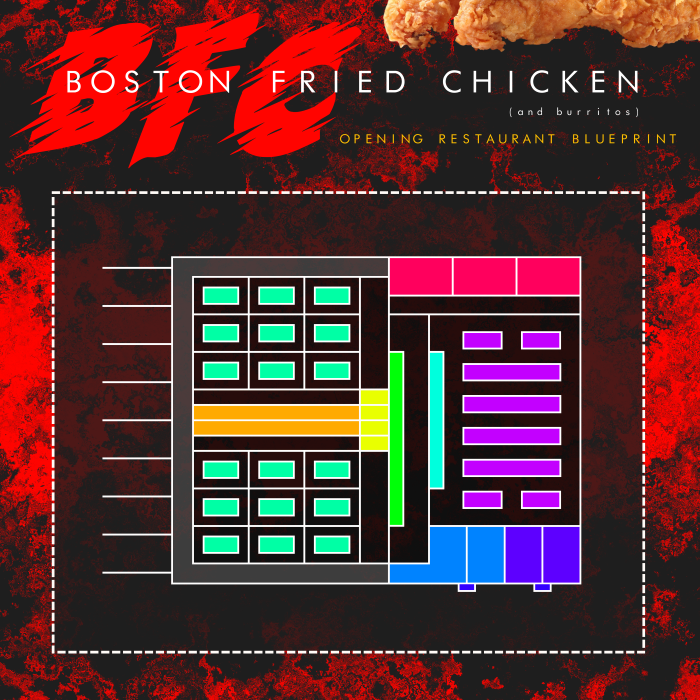 BFC
BOSTON FRIED CHICKEN
(and burritos)
OPENING RESTAURANT BLUEPRINT